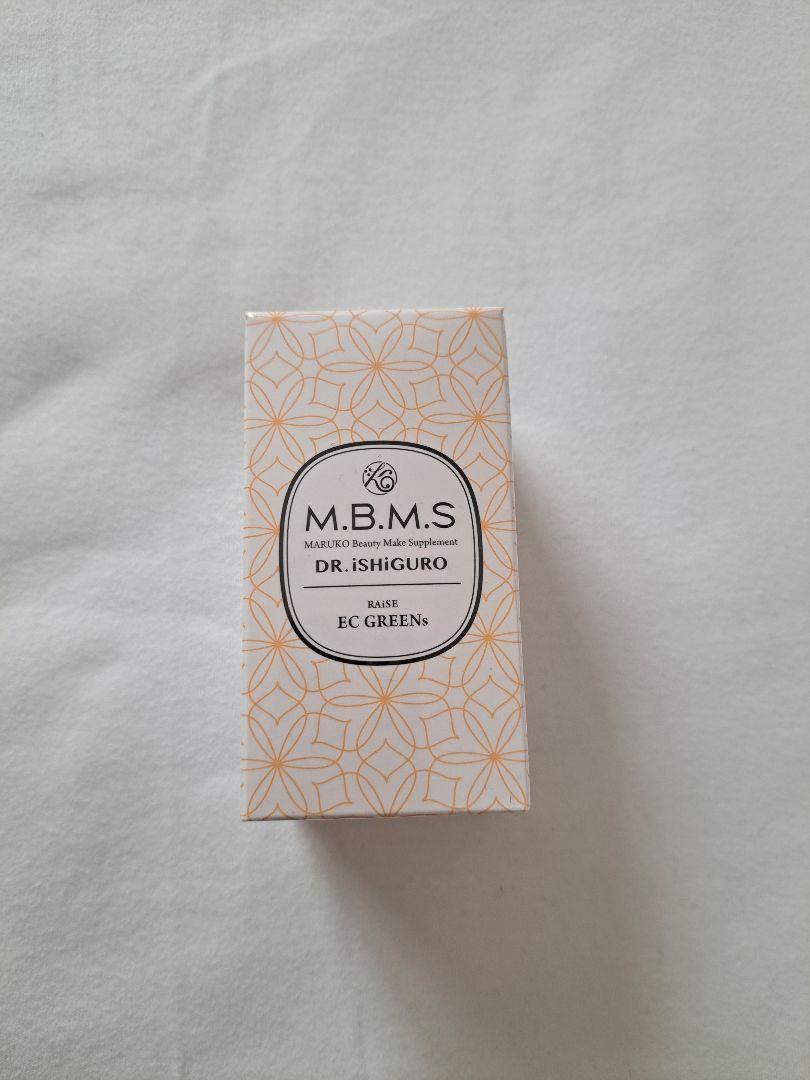 M.B.M.S
MARUKO Beauty Make Supplement
DR.iSHiGURO
RAiSE
EC GREENs